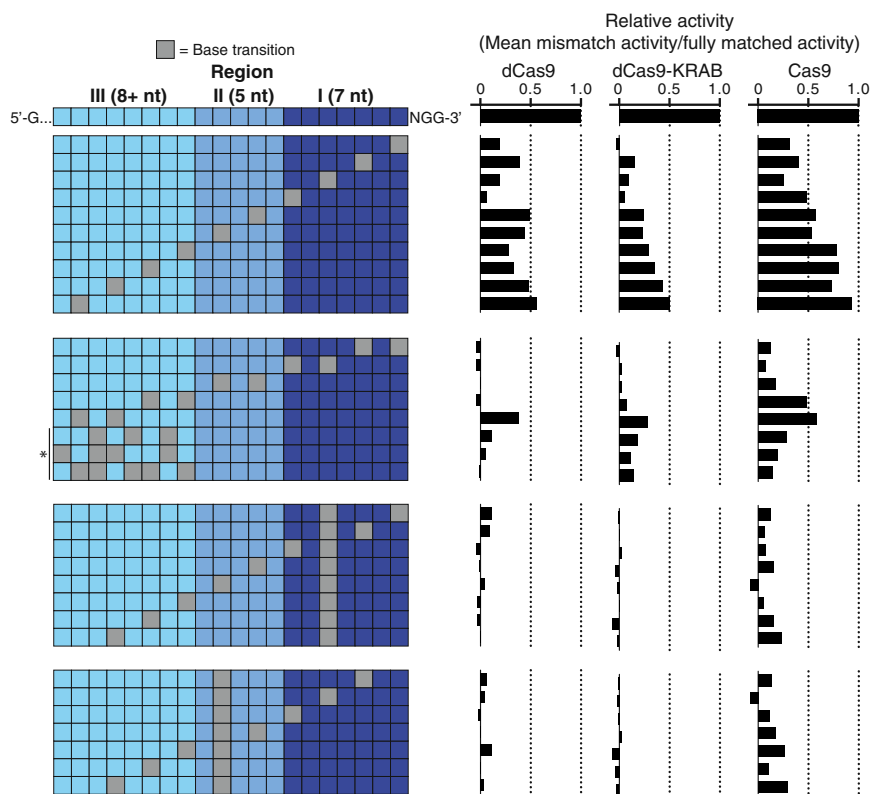 Relative activity
(Mean mismatch activity/fully matched activity)
= Base transition
Region
III (8+ nt) II (5 nt) I (7 nt)
dCas9 dCas9-KRAB Cas9
0 0.5 1.0 0 0.5 1.0 0 0.5 1.0
5'-G... NGG-3'
*